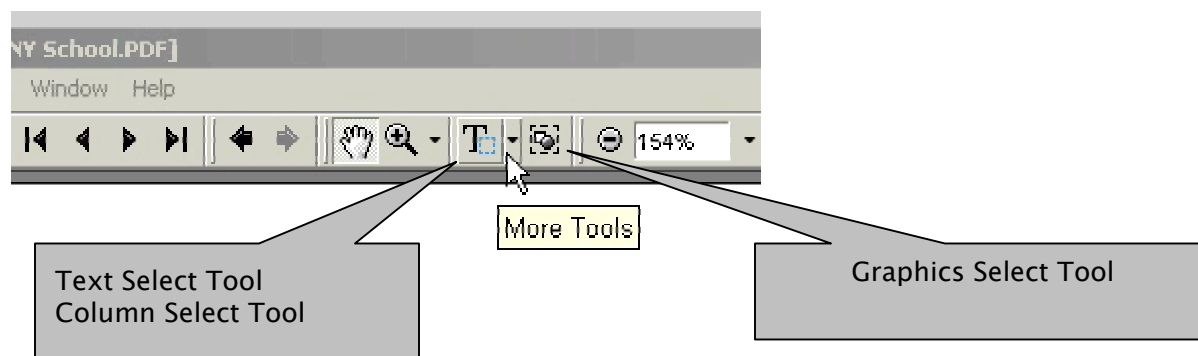 NY School.PDF]
Window Help
154%
More Tools
Text Select Tool
Column Select Tool
Graphics Select Tool